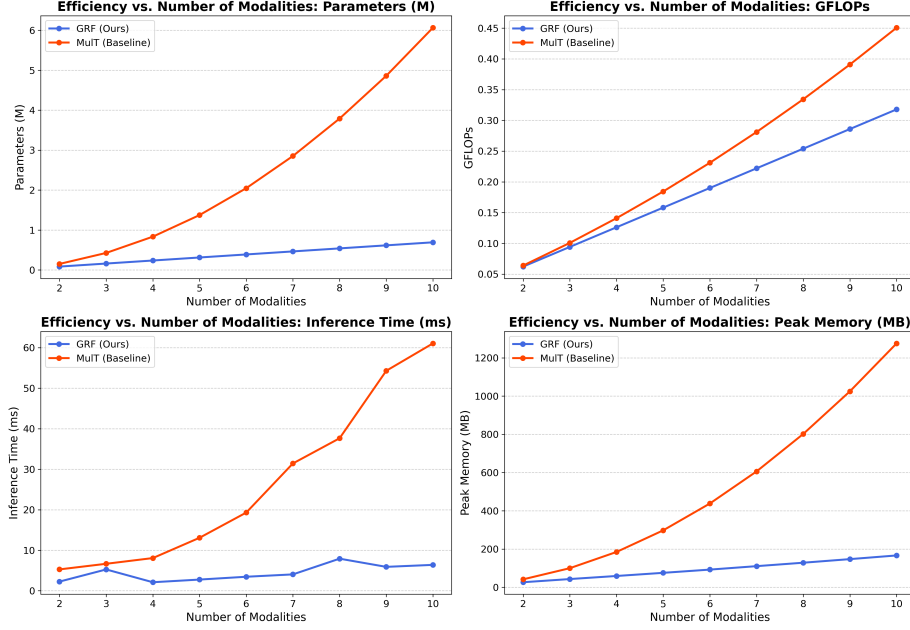 Efficiency vs. Number of Modalities: Parameters (M)
GRF (Ours)
MulT (Baseline)
Parameters (M)
6
5
4
3
2
1
0
2 3 4 5 6 7 8 9 10
Number of Modalities
Efficiency vs. Number of Modalities: GFLOPs
GRF (Ours)
MulT (Baseline)
GFLOPs
0.45
0.40
0.35
0.30
0.25
0.20
0.15
0.10
0.05
2 3 4 5 6 7 8 9 10
Number of Modalities
Efficiency vs. Number of Modalities: Inference Time (ms)
GRF (Ours)
MulT (Baseline)
Inference Time (ms)
60
50
40
30
20
10
0
2 3 4 5 6 7 8 9 10
Number of Modalities
Efficiency vs. Number of Modalities: Peak Memory (MB)
GRF (Ours)
MulT (Baseline)
Peak Memory (MB)
1200
1000
800
600
400
200
0
2 3 4 5 6 7 8 9 10
Number of Modalities